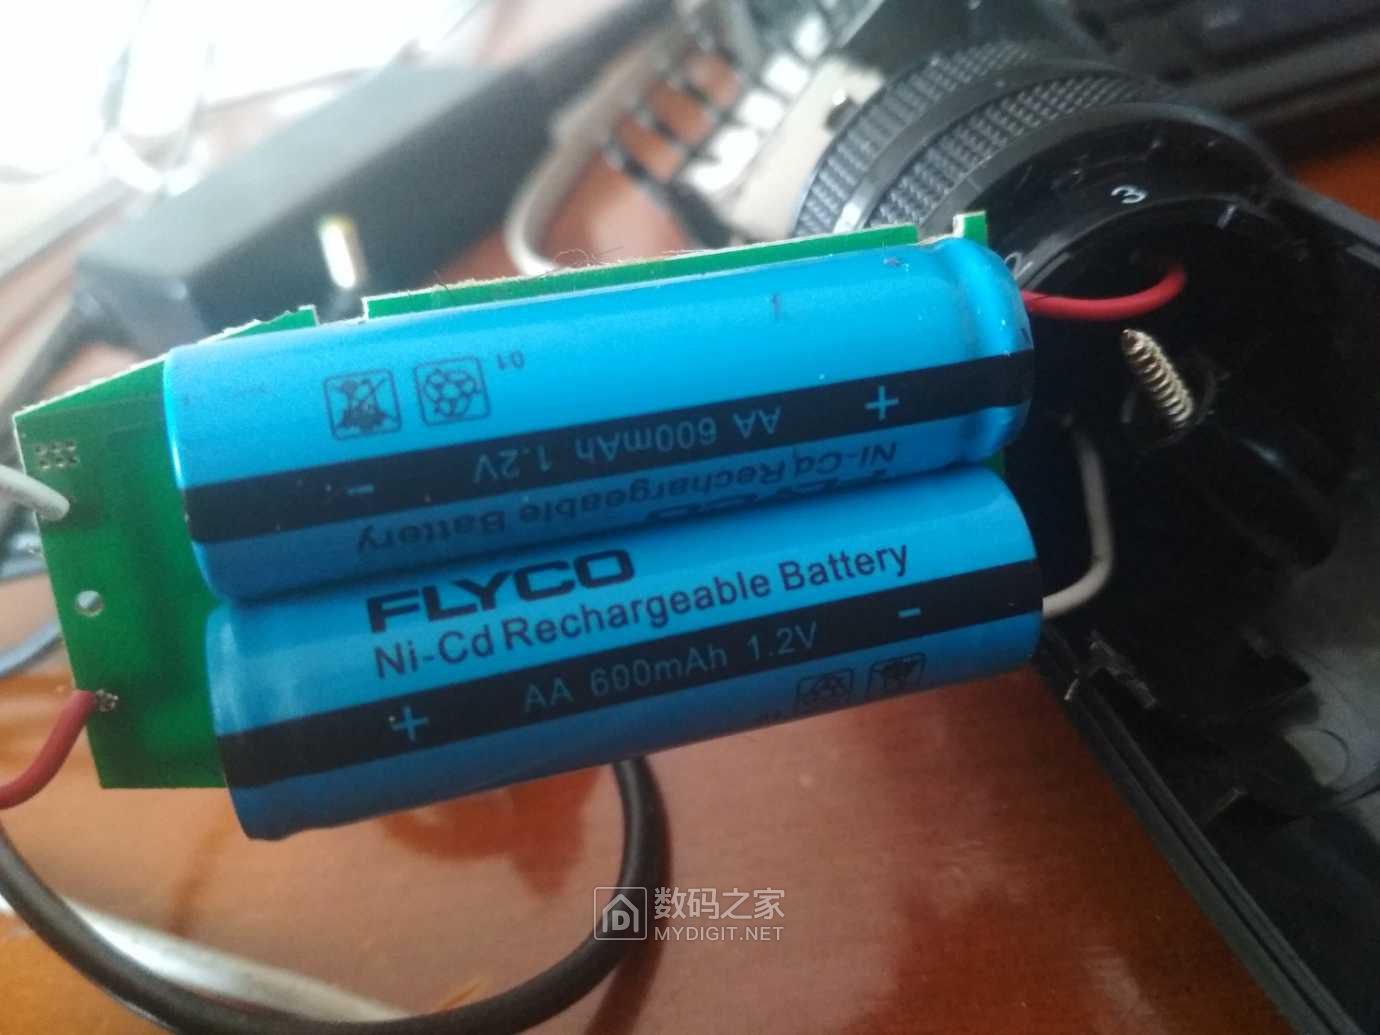 3
01
+
AA 600mAh 1.2V
-
Ni-Cd Rechargeable Battery
FLYCO
Ni-Cd Rechargeable Battery
-
AA 600mAh 1.2V
+
数码之家
MYDIGIT.NET